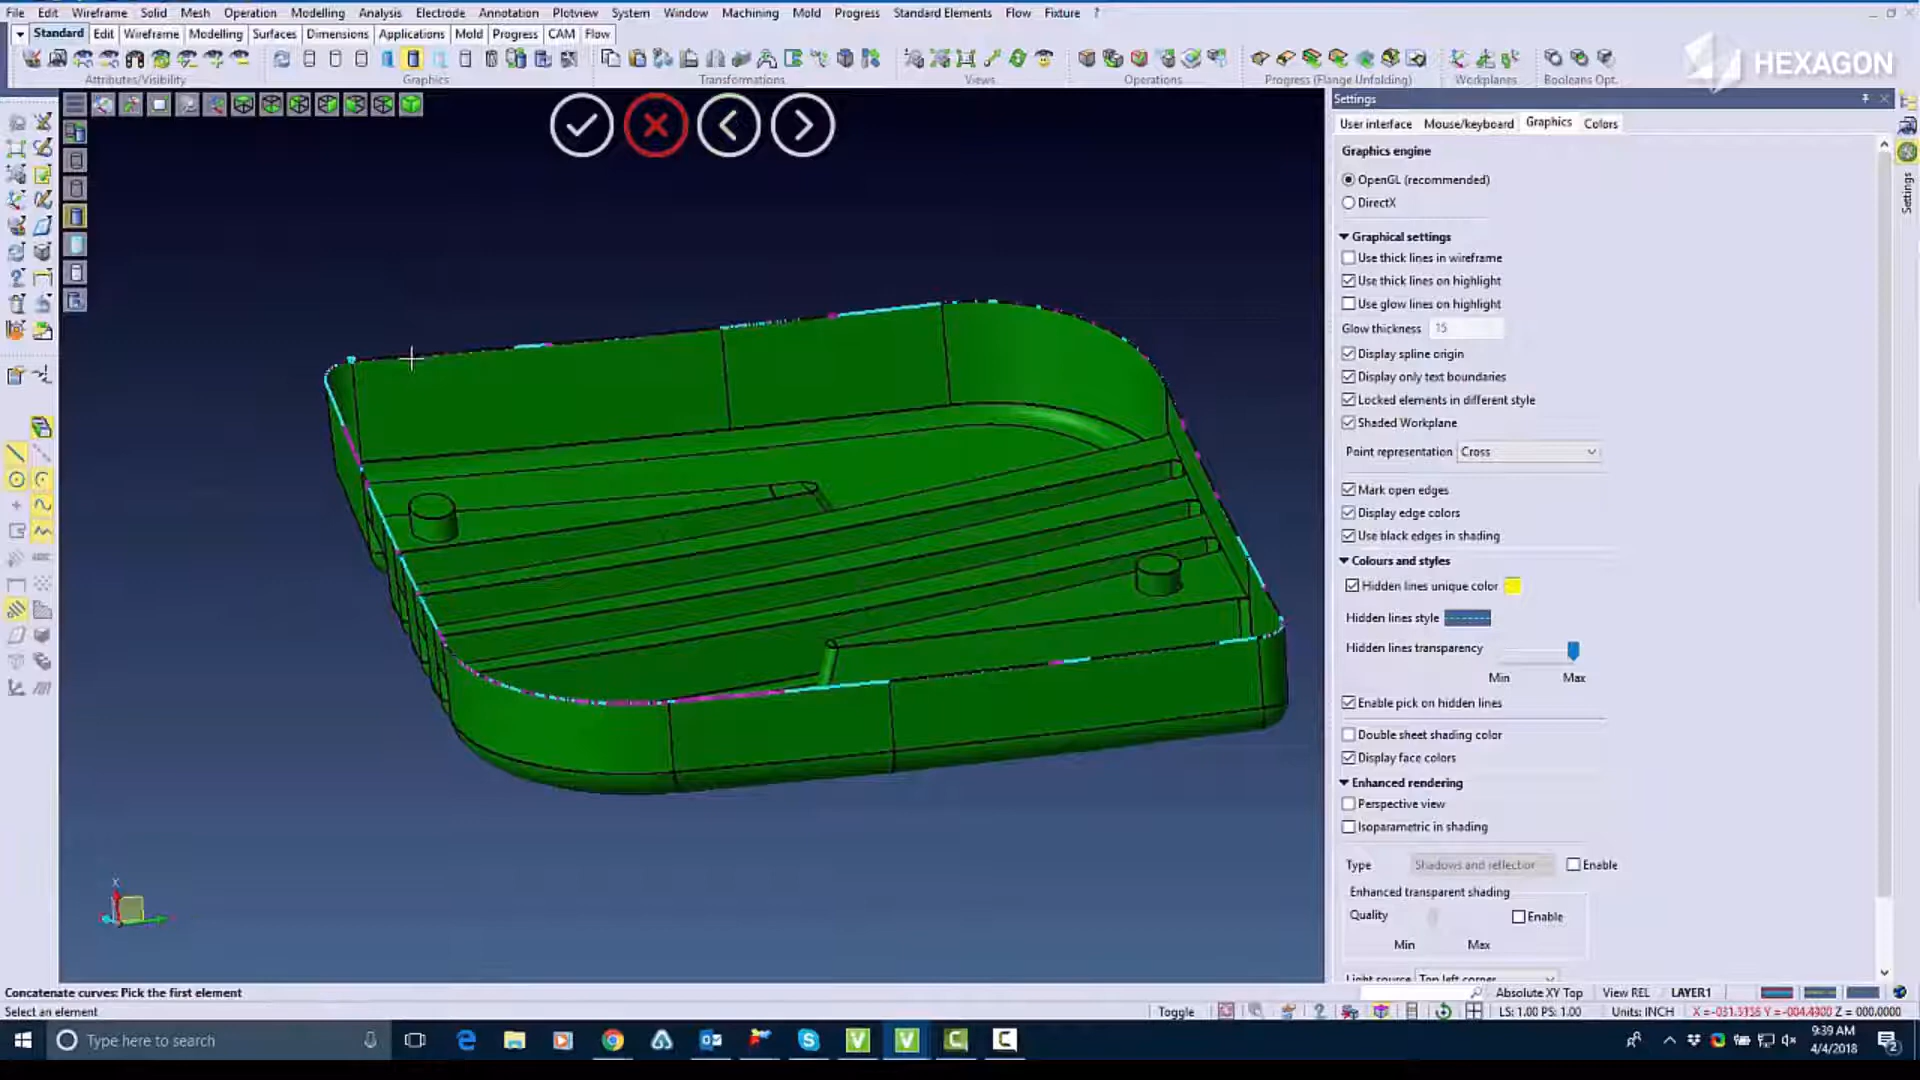 File Edit Wireframe Solid Mesh Operation Modelling Analysis Electrode Annotation Plotview System Window Machining Mold Progress Standard Elements Flow Fixture ?
Standard Edit Wireframe Modelling Surfaces Dimensions Applications Mold Progress CAM Flow
Attributes/Visibility Graphics Transformations Views Operations Progress (Flange Unfolding) Workplanes Booleans Opt.
HEXAGON
Settings
User interface Mouse/keyboard Graphics Colors
Graphics engine
OpenGL (recommended)
DirectX
Graphical settings
Use thick lines in wireframe
Use thick lines on highlight
Use glow lines on highlight
Glow thickness 15
Display spline origin
Display only text boundaries
Locked elements in different style
Shaded Workplane
Point representation Cross
Mark open edges
Display edge colors
Use black edges in shading
Colours and styles
Hidden lines unique color
Hidden lines style
Hidden lines transparency
Min Max
Enable pick on hidden lines
Double sheet shading color
Display face colors
Enhanced rendering
Perspective view
Isoparametric in shading
Type Shadows and reflection Enable
Enhanced transparent shading
Quality Enable
Min Max
Light source Top left corner
Settings
X
Concatenate curves: Pick the first element
Absolute XY Top View REL LAYER1
Select an element
Toggle LS: 1.00 PS: 1.00 Units: INCH Z = 000.0000
Type here to search
9:39 AM
4/4/2018